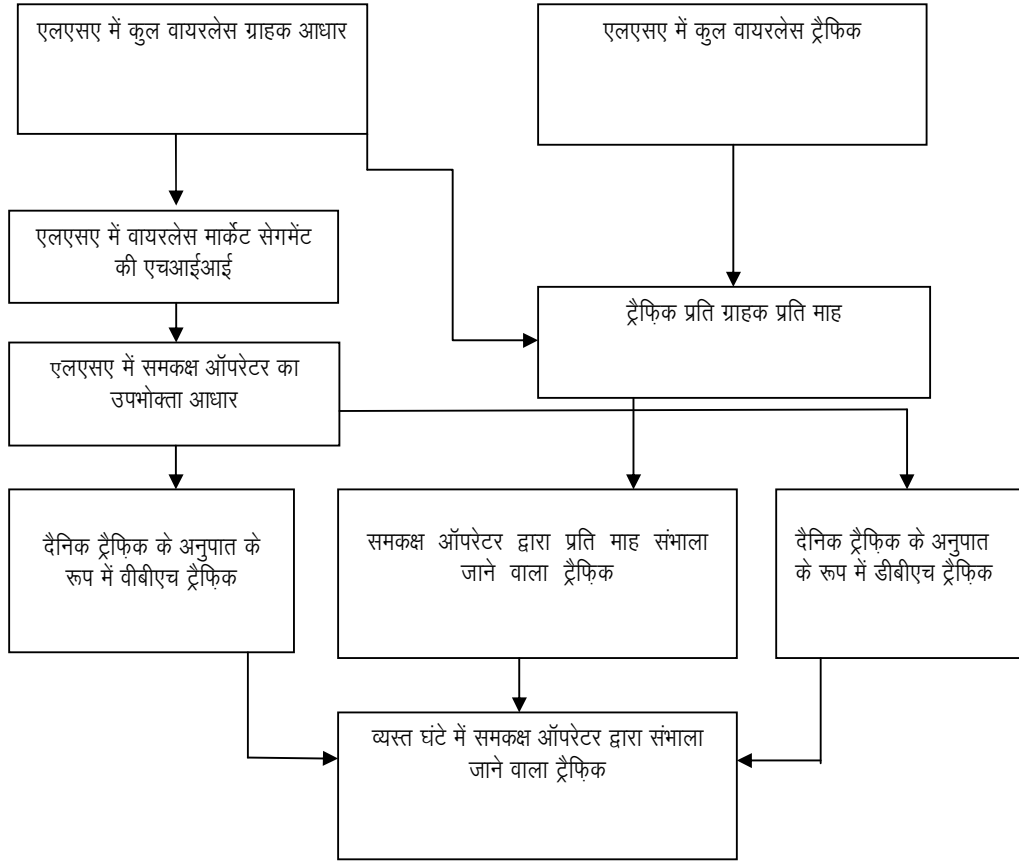 एलएसए में कुल वायरलेस ग्राहक आधार
एलएसए में कुल वायरलेस ट्रैफिक
एलएसए में वायरलेस मार्केट सेगमेंट
की एचआईआई
ट्रैफ़िक प्रति ग्राहक प्रति माह
एलएसए में समकक्ष ऑपरेटर का
उपभोक्ता आधार
दैनिक ट्रैफ़िक के अनुपात के
रूप में वीबीएच ट्रैफ़िक
समकक्ष ऑपरेटर द्वारा प्रति माह संभाला
जाने वाला ट्रैफ़िक
दैनिक ट्रैफ़िक के अनुपात
के रूप में डीबीएच ट्रैफ़िक
व्यस्त घंटे में समकक्ष ऑपरेटर द्वारा संभाला
जाने वाला ट्रैफ़िक